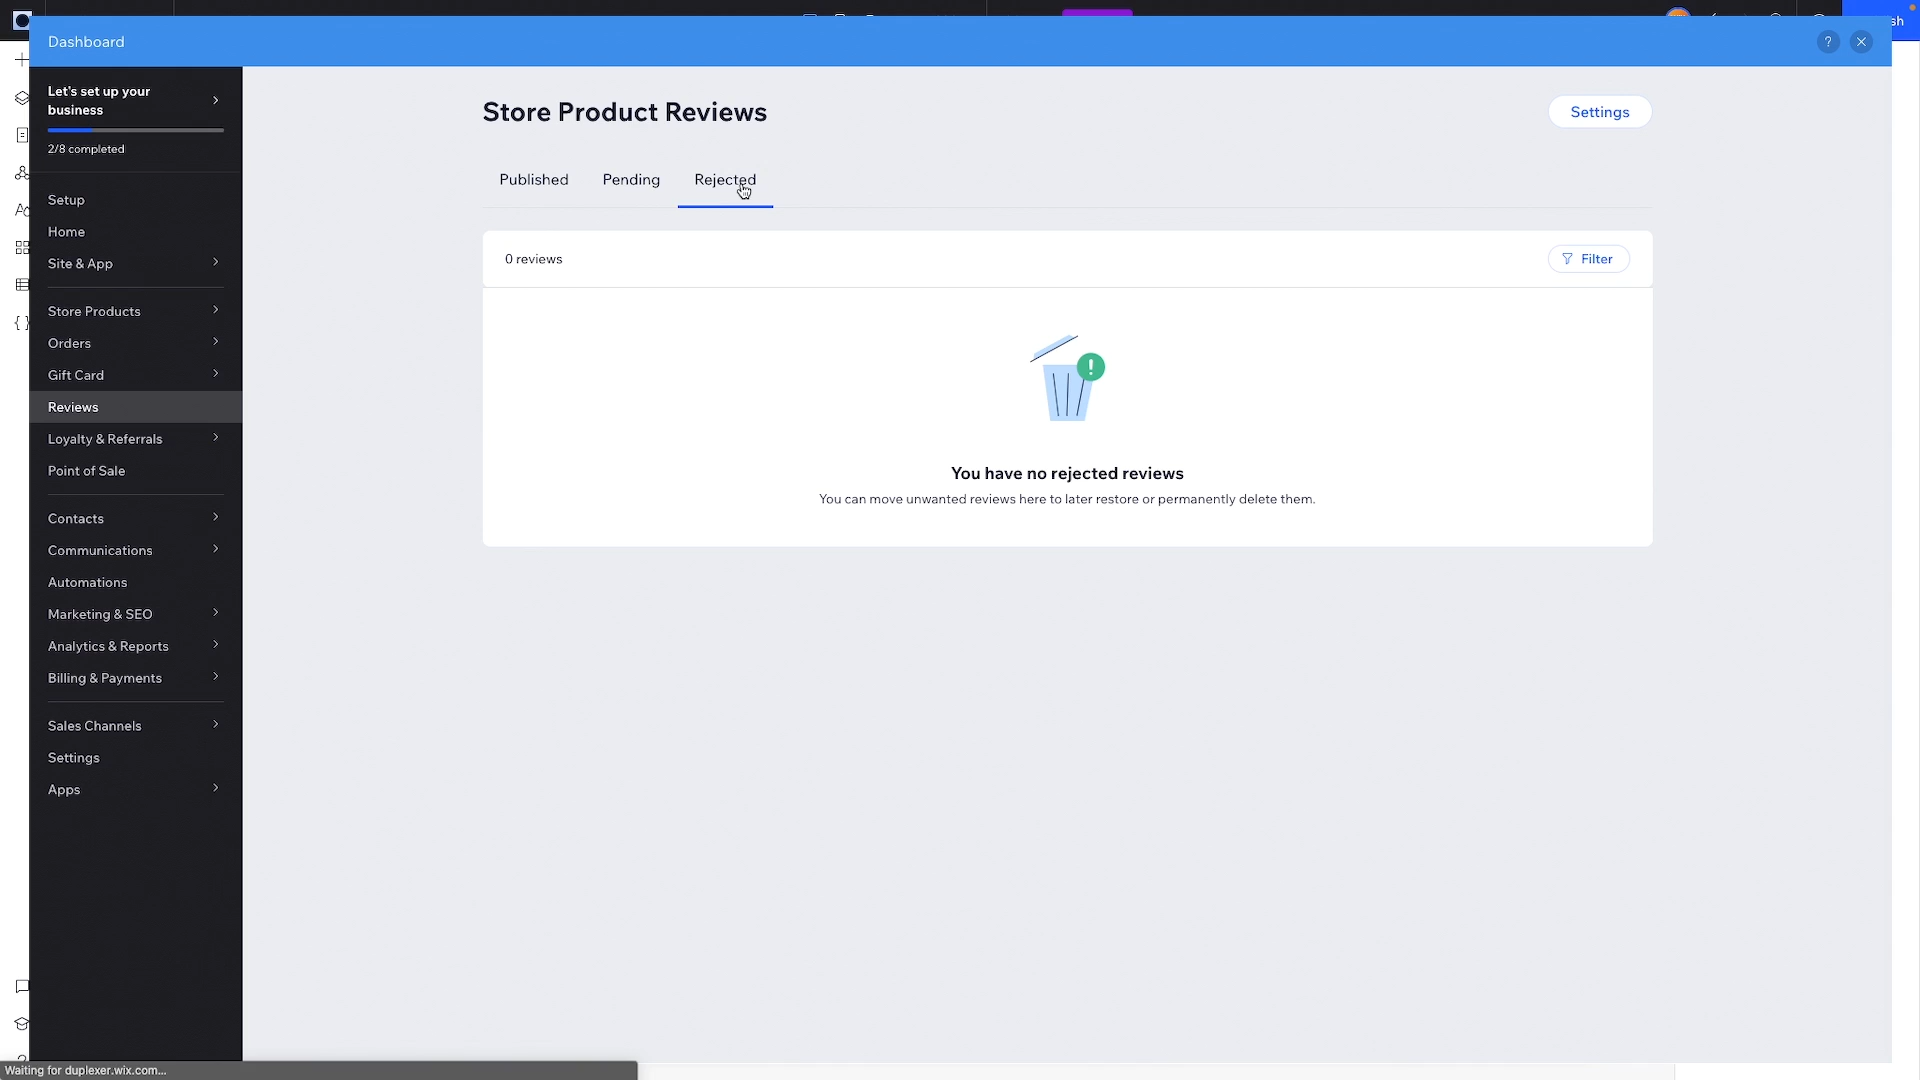 sh
Dashboard
?
Let's set up your
business
2/8 completed
Setup
Home
Site & App
Store Products
Orders
Gift Card
Reviews
Loyalty & Referrals
Point of Sale
Contacts
Communications
Automations
Marketing & SEO
Analytics & Reports
Billing & Payments
Sales Channels
Settings
Apps
Store Product Reviews
Settings
Published
Pending
Rejected
0 reviews
Filter
You have no rejected reviews
You can move unwanted reviews here to later restore or permanently delete them.
Waiting for duplexer.wix.com...